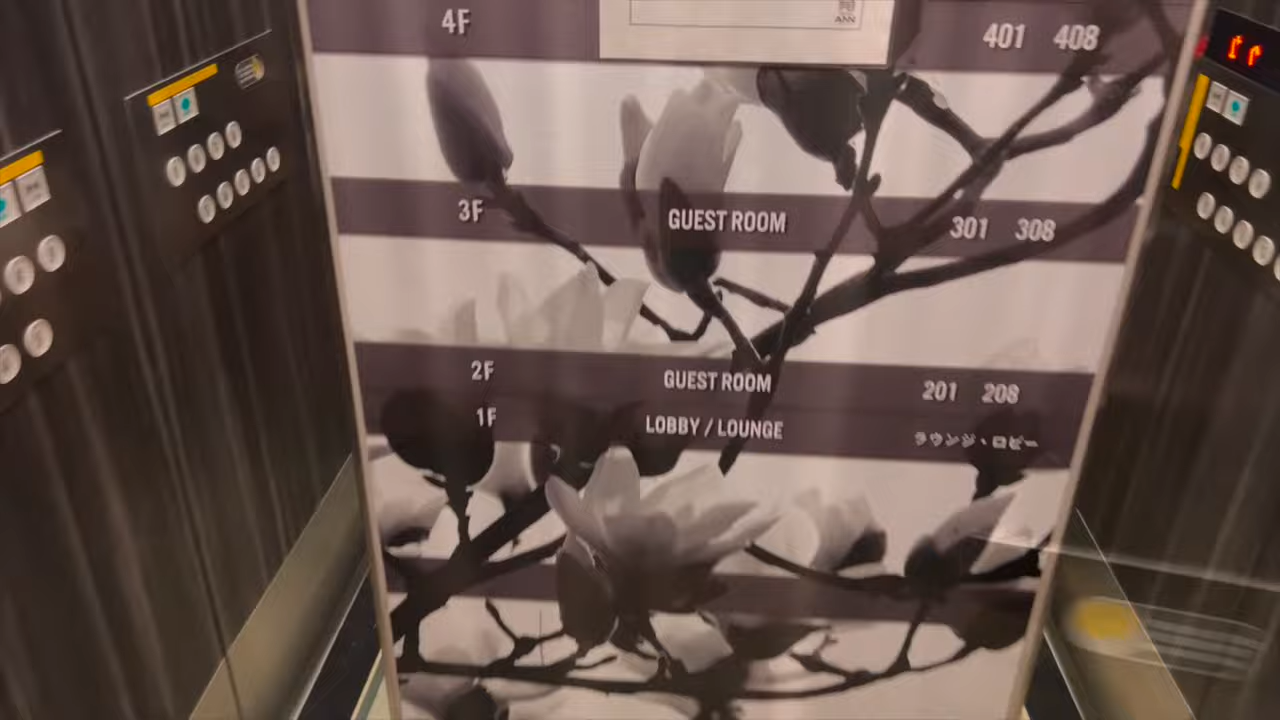 ANN
4F 401 408
3F GUEST ROOM 301 308
2F GUEST ROOM 201 208
1F LOBBY / LOUNGE ラウンジ・ロビー